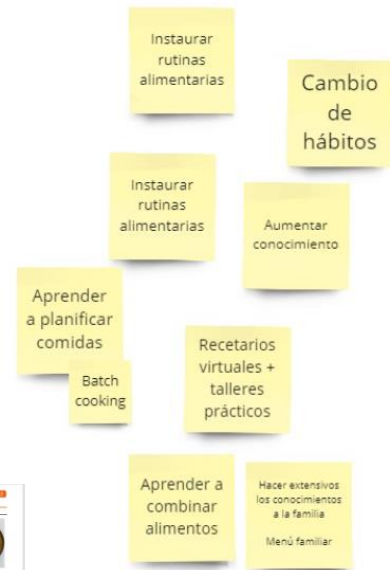 Instaurar
rutinas
alimentarias
Cambio
de
hábitos
Instaurar
rutinas
alimentarias
Aumentar
conocimiento
Aprender
a planificar
comidas
Batch
cooking
Recetarios
virtuales +
talleres
prácticos
Aprender a
combinar
alimentos
Hacer extensivos
los conocimientos
a la familia
Menú familiar